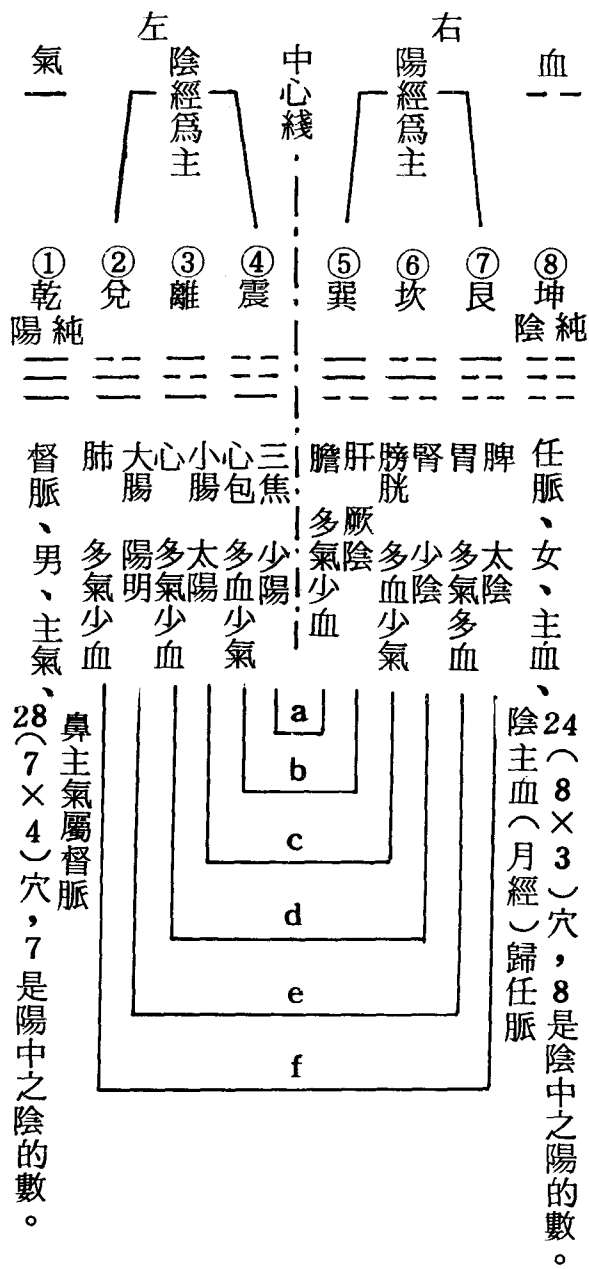 左 右
氣
陰經爲主
中心綫
陽經爲主
血
① ② ③ ④ ⑤ ⑥ ⑦ ⑧
乾 兌 離 震 巽 坎 艮 坤
純陽
純陰
督脈、男、主氣、28(7×4)穴,7是陽中之陰的數。
鼻主氣屬督脈
肺 多氣少血
大腸 陽明
心 多氣少血
小腸 太陽
心包 多血少氣
三焦 少陽
膽 多氣少血
肝 厥陰
膀胱 多血少氣
腎 少陰
胃 多氣多血
脾 太陰
任脈、女、主血、24(8×3)穴,8是陰中之陽的數。
陰主血(月經)歸任脈
a
b
c
d
e
f